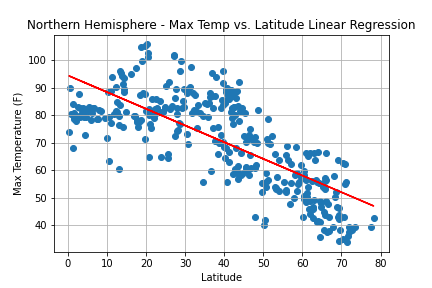 Northern Hemisphere - Max Temp vs. Latitude Linear Regression
100
90
80
70
60
50
40
Max Temperature (F)
0 10 20 30 40 50 60 70 80
Latitude